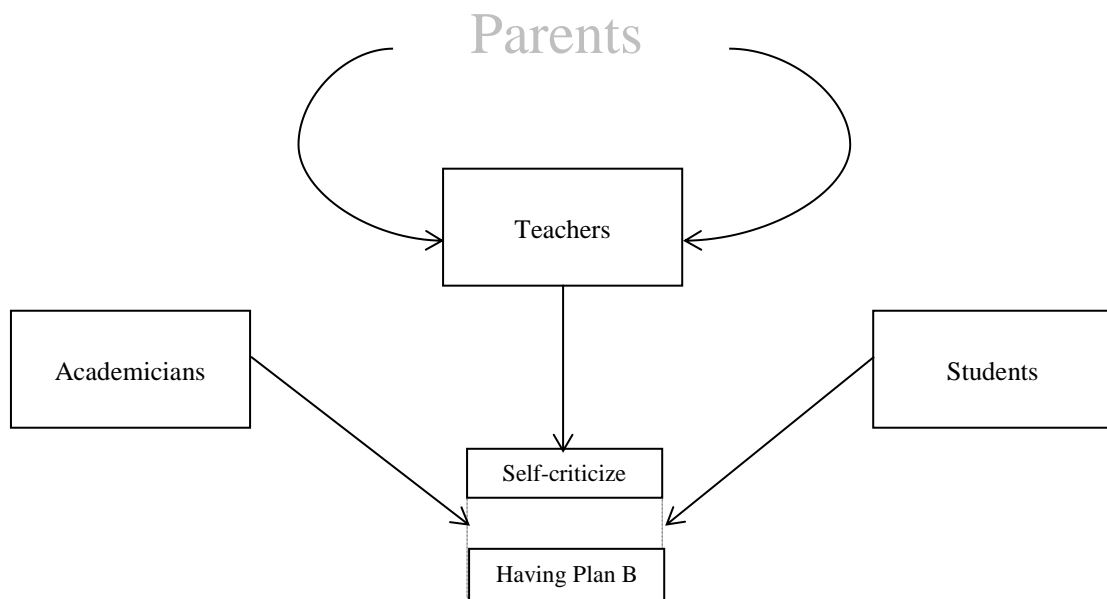 Parents
Teachers
Academicians
Students
Self-criticize
Having Plan B